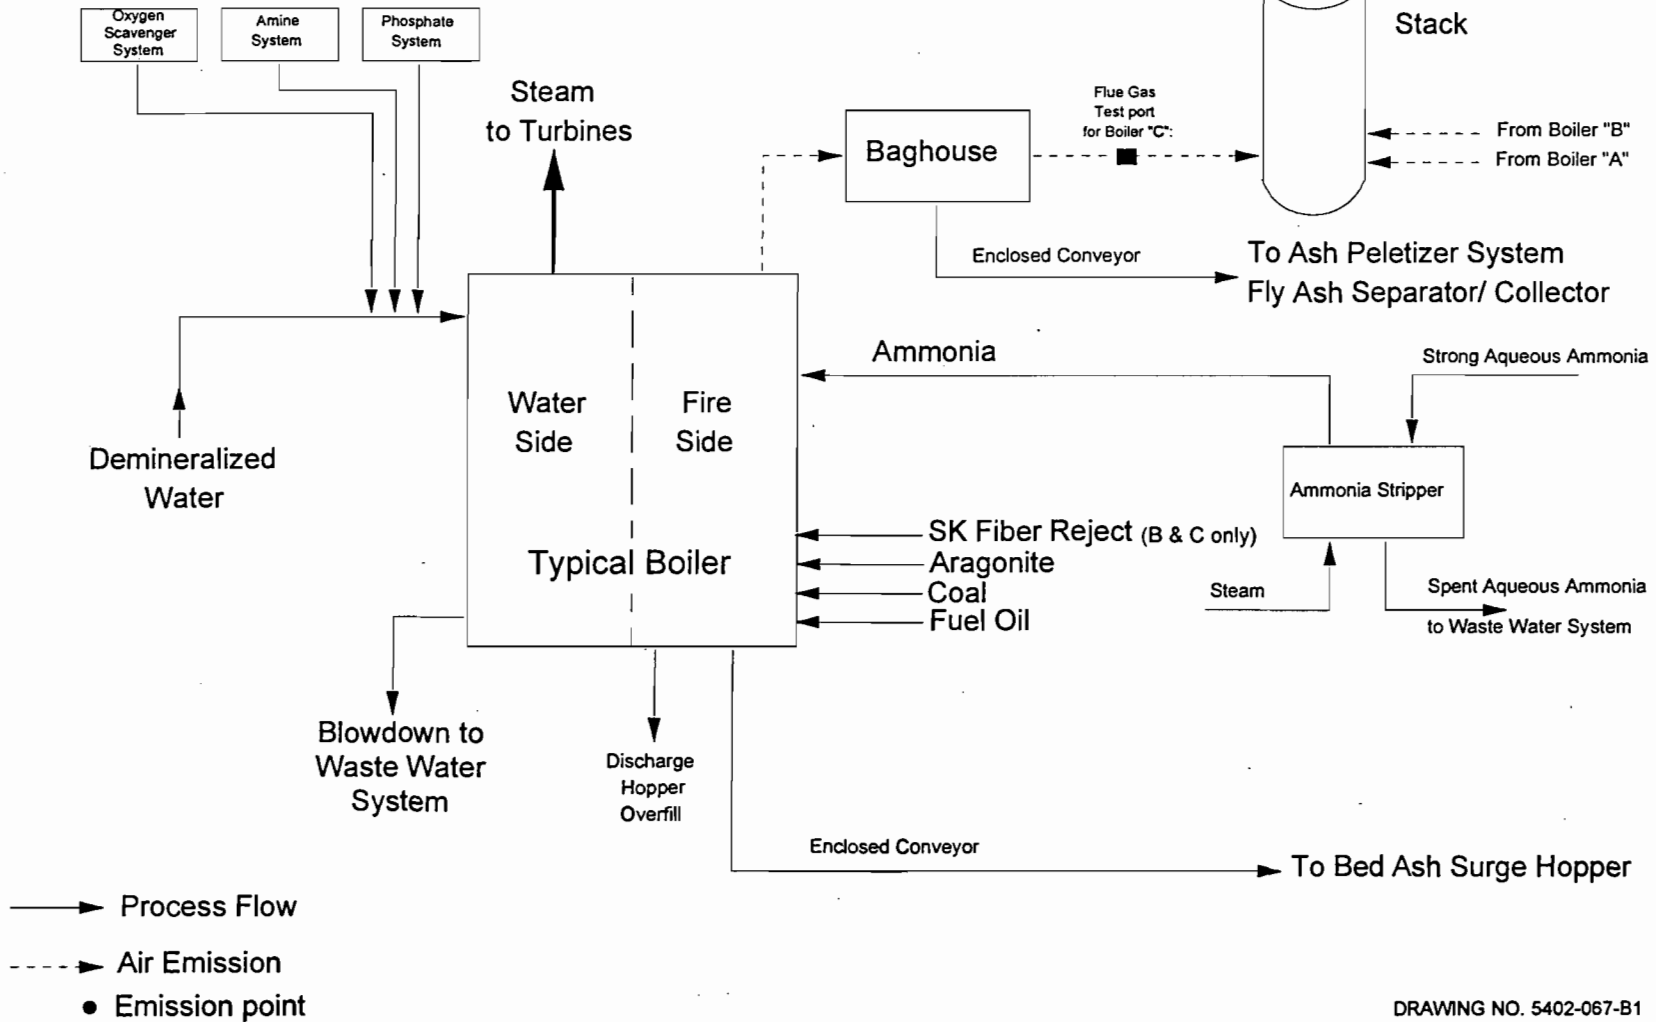 Oxygen
Scavenger
System
Amine
System
Phosphate
System
Stack
Steam
to Turbines
Flue Gas
Test port
for Boiler "C":
Baghouse
From Boiler "B"
From Boiler "A"
Enclosed Conveyor
To Ash Peletizer System
Fly Ash Separator/ Collector
Ammonia
Strong Aqueous Ammonia
Water
Side
Fire
Side
Demineralized
Water
Ammonia Stripper
SK Fiber Reject (B & C only)
Typical Boiler
Aragonite
Coal
Fuel Oil
Steam
Spent Aqueous Ammonia
to Waste Water System
Blowdown to
Waste Water
System
Discharge
Hopper
Overfill
Enclosed Conveyor
To Bed Ash Surge Hopper
Process Flow
Air Emission
Emission point
DRAWING NO. 5402-067-B1